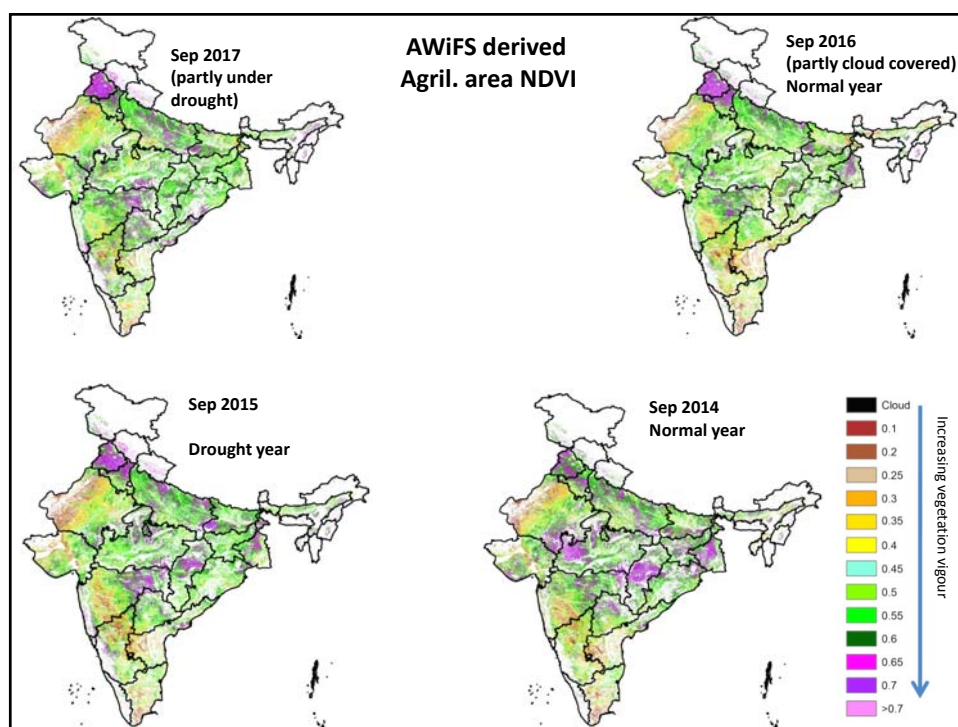 AWiFS derived
Agril. area NDVI
Sep 2017
(partly under
drought)
Sep 2016
(partly cloud covered)
Normal year
Sep 2015
Drought year
Sep 2014
Normal year
Cloud
0.1
0.2
0.25
0.3
0.35
0.4
0.45
0.5
0.55
0.6
0.65
0.7
>0.7
Increasing vegetation vigour